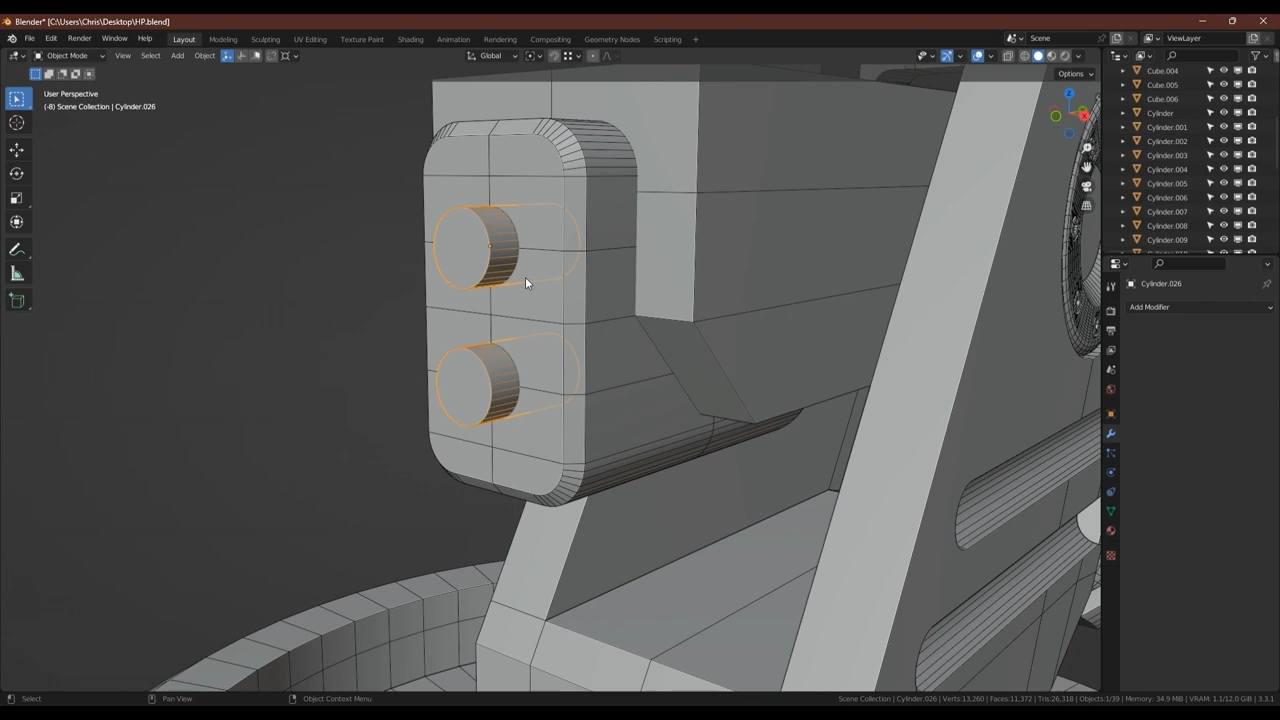 Blender* [C:\Users\Chris\Desktop\HP.blend]
File Edit Render Window Help Layout Modeling Sculpting UV Editing Texture Paint Shading Animation Rendering Compositing Geometry Nodes Scripting + Scene ViewLayer
Object Mode View Select Add Object Global
Options
User Perspective
(-8) Scene Collection | Cylinder.026
Z
X
Cube.004
Cube.005
Cube.006
Cylinder
Cylinder.001
Cylinder.002
Cylinder.003
Cylinder.004
Cylinder.005
Cylinder.006
Cylinder.007
Cylinder.008
Cylinder.009
Cylinder.026
Add Modifier
Select Pan View Object Context Menu Scene Collection | Cylinder.026 | Verts:13,260 | Faces:11,372 | Tris:26,318 | Objects:1/39 | Memory: 34.9 MiB | VRAM: 1.1/12.0 GiB | 3.3.1